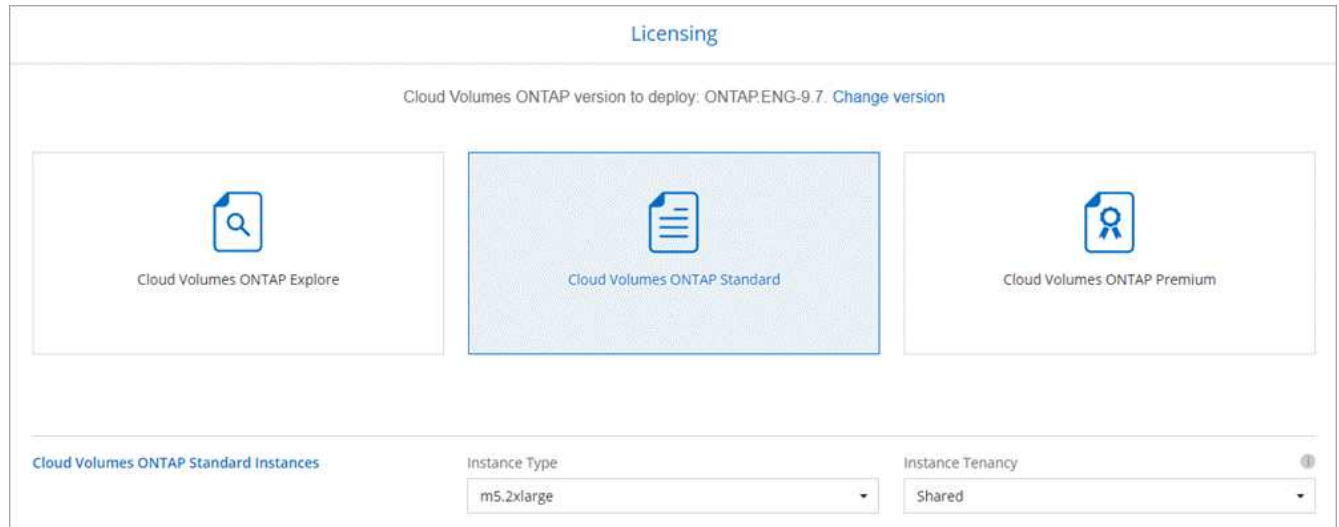 Licensing
Cloud Volumes ONTAP version to deploy: ONTAP.ENG-9.7. Change version
Cloud Volumes ONTAP Explore
Cloud Volumes ONTAP Standard
Cloud Volumes ONTAP Premium
Cloud Volumes ONTAP Standard Instances
Instance Type
Instance Tenancy
m5.2xlarge
Shared